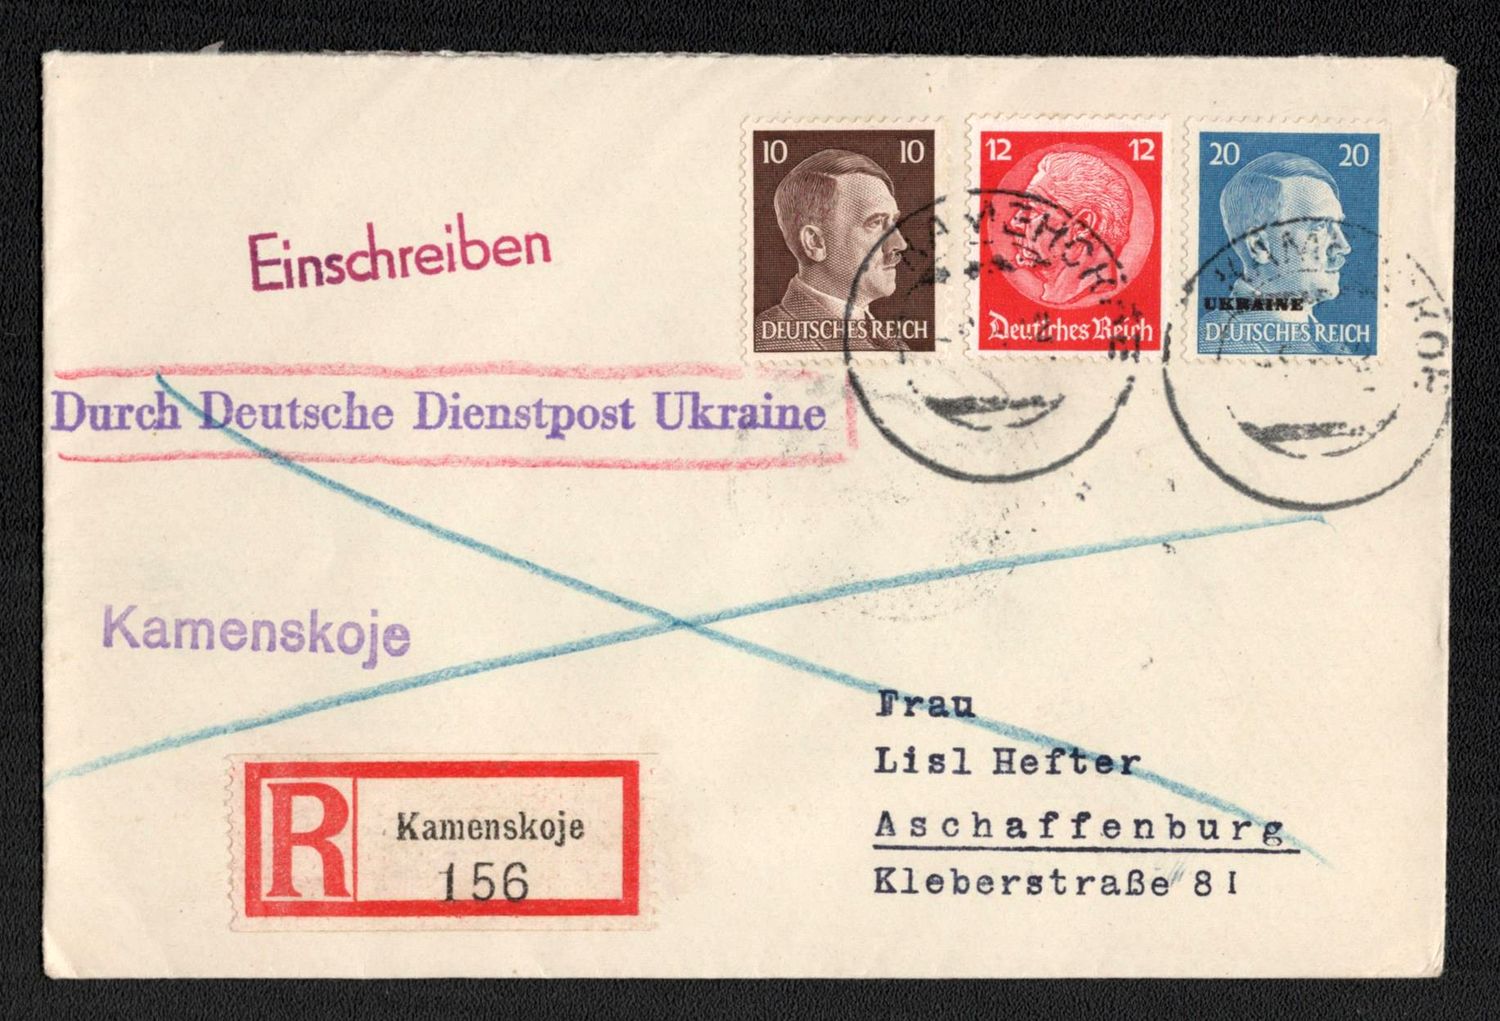 Einschreiben
10 10
DEUTSCHES REICH
12 12
Deutsches Reich
20 20
UKRAINE
DEUTSCHES REICH
Durch Deutsche Dienstpost Ukraine
Kamenskoje
R
Kamenskoje
156
Frau
Lisl Hefter
Aschaffenburg
Kleberstraße 81